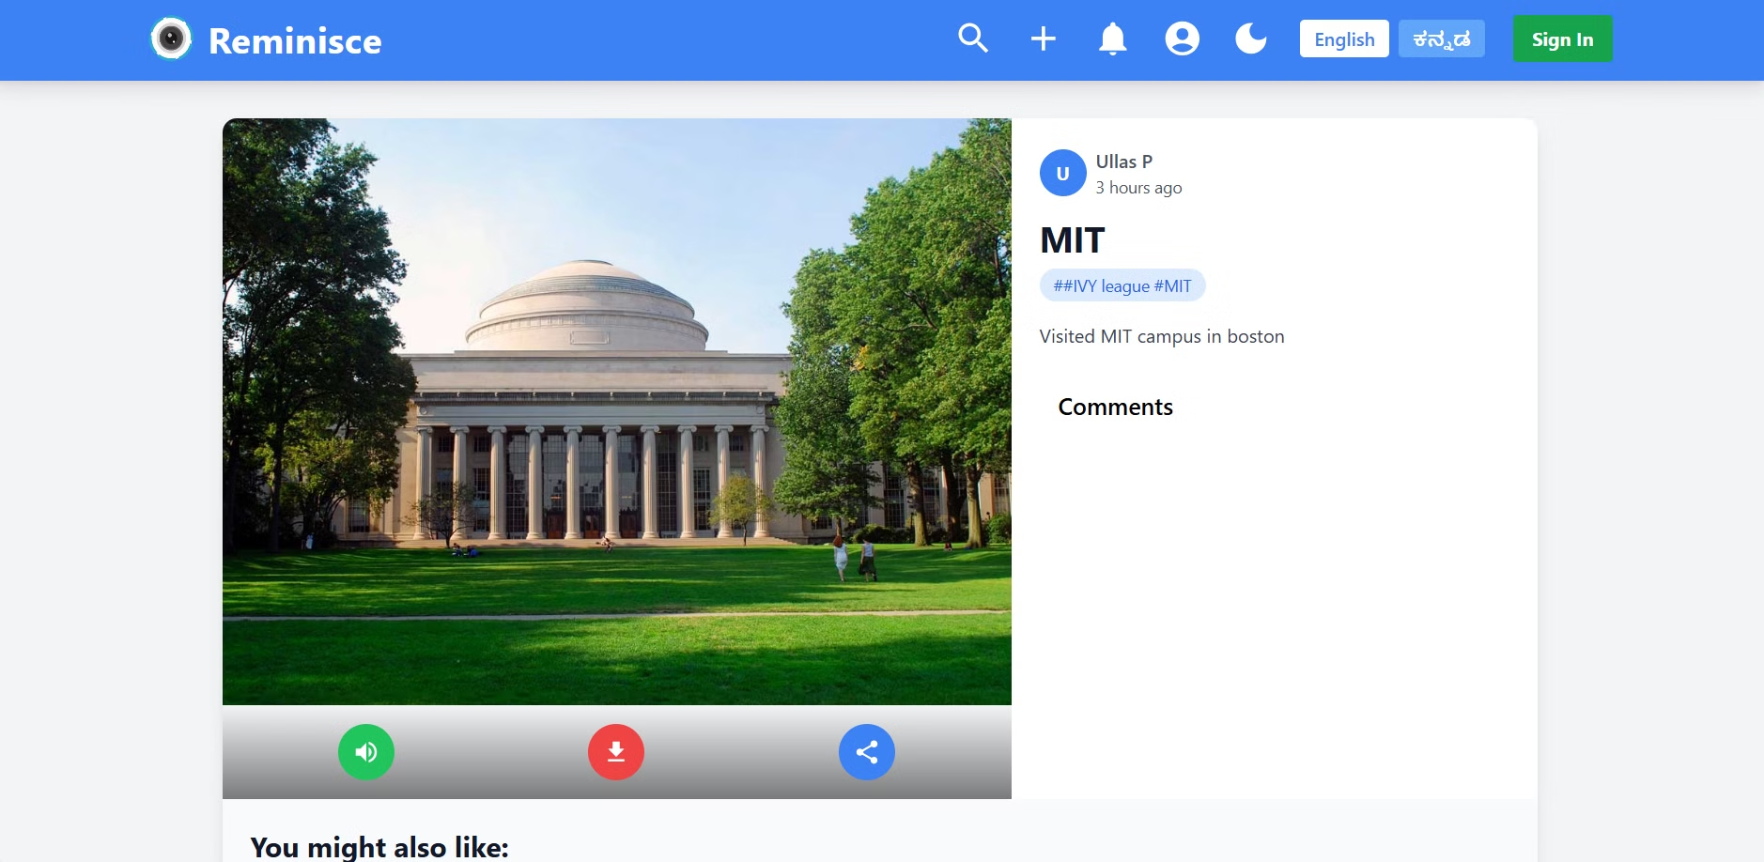 Reminisce
English
ಕನ್ನಡ
Sign In
U
Ullas P
3 hours ago
MIT
##IVY league #MIT
Visited MIT campus in boston
Comments
You might also like: